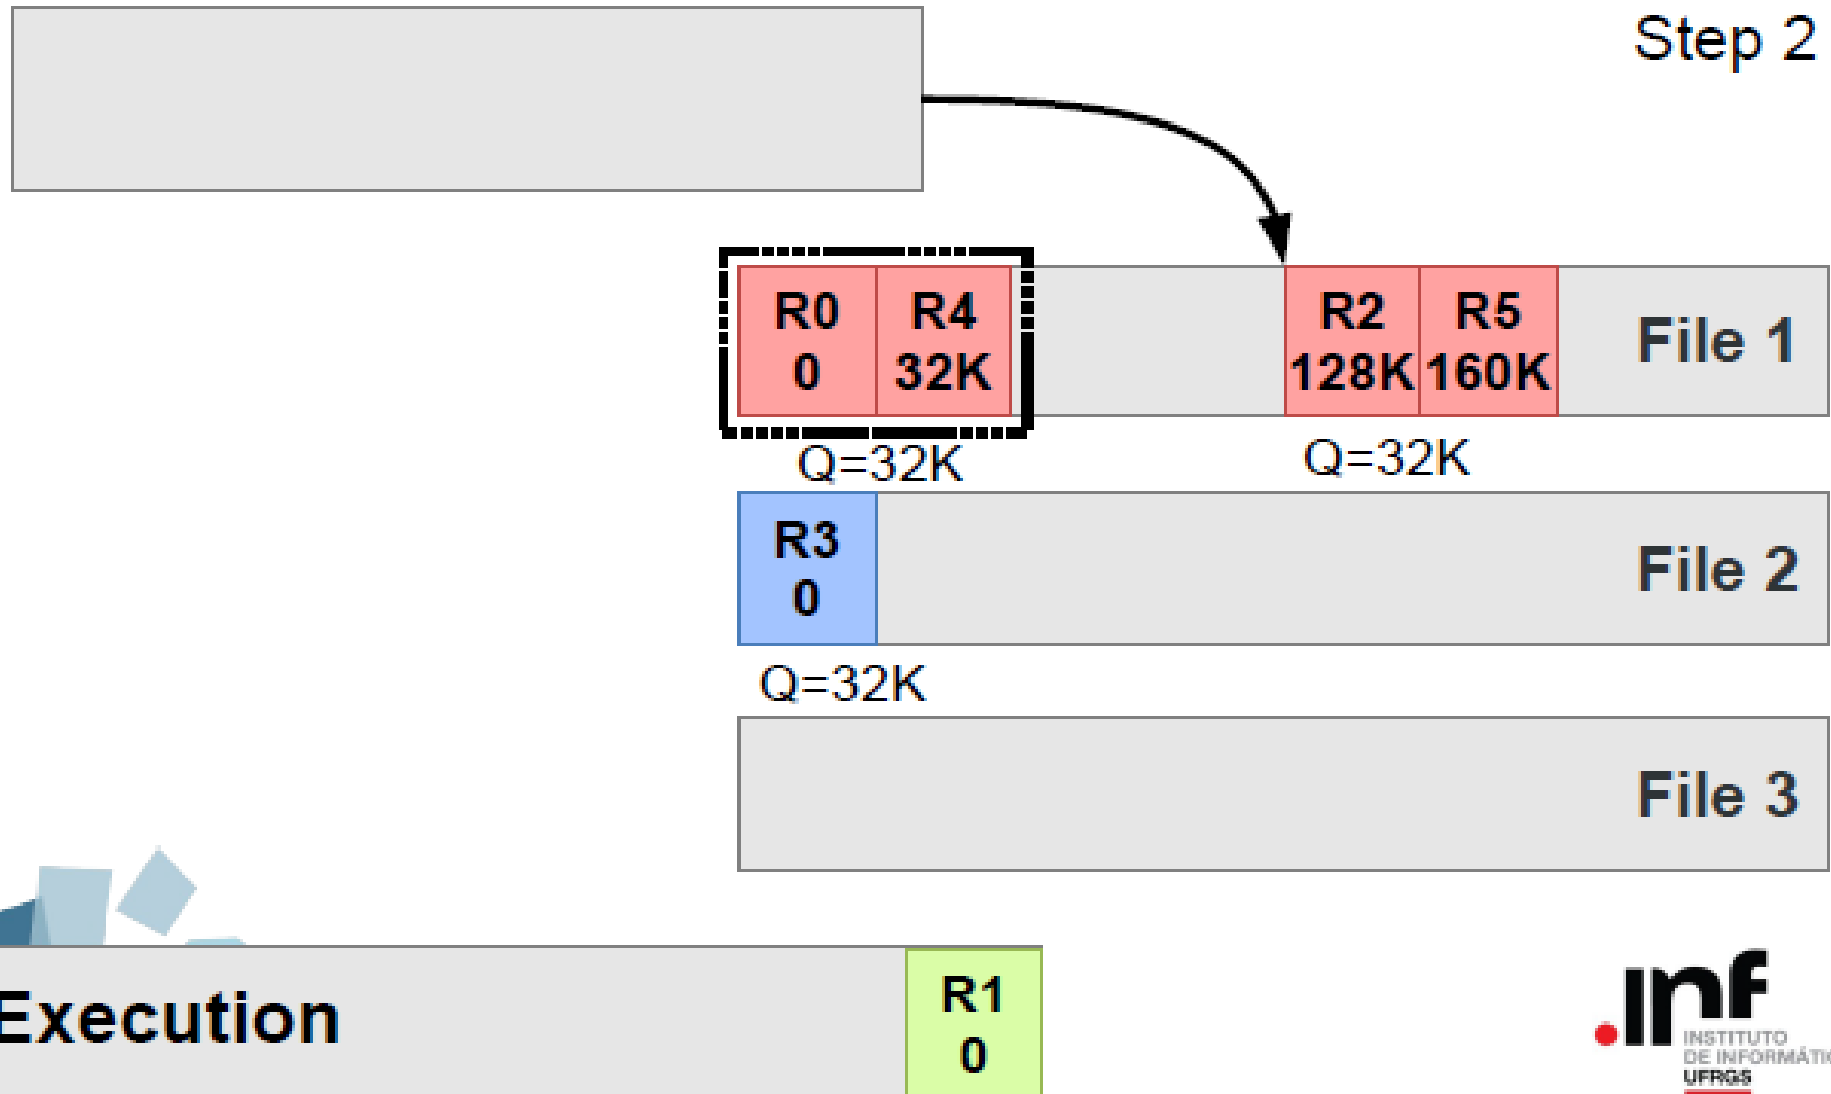 Step 2
R0 R4 R2 R5 File 1
0 32K 128K 160K
Q=32K Q=32K
R3
0
File 2
Q=32K
File 3
Execution
R1
0
.inf
INSTITUTO
DE INFORMÁTIC
UFRGS